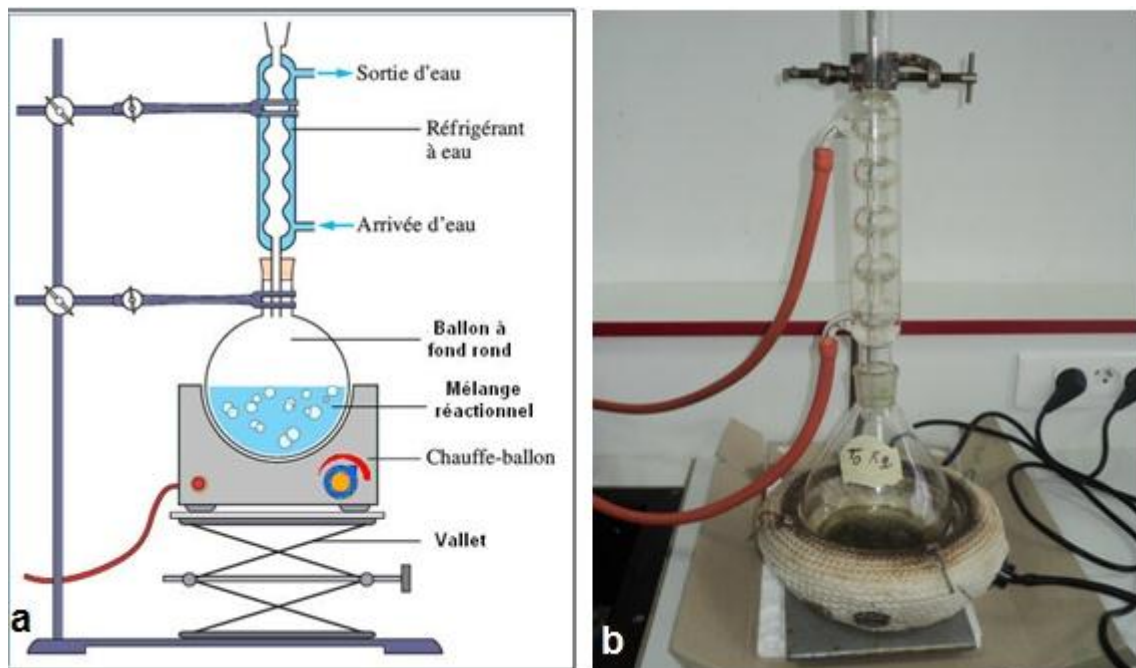 Sortie d'eau
Réfrigérant
à eau
Arrivée d'eau
Ballon à
fond rond
Mélange
réactionnel
Chauffe-ballon
Vallet
a
b